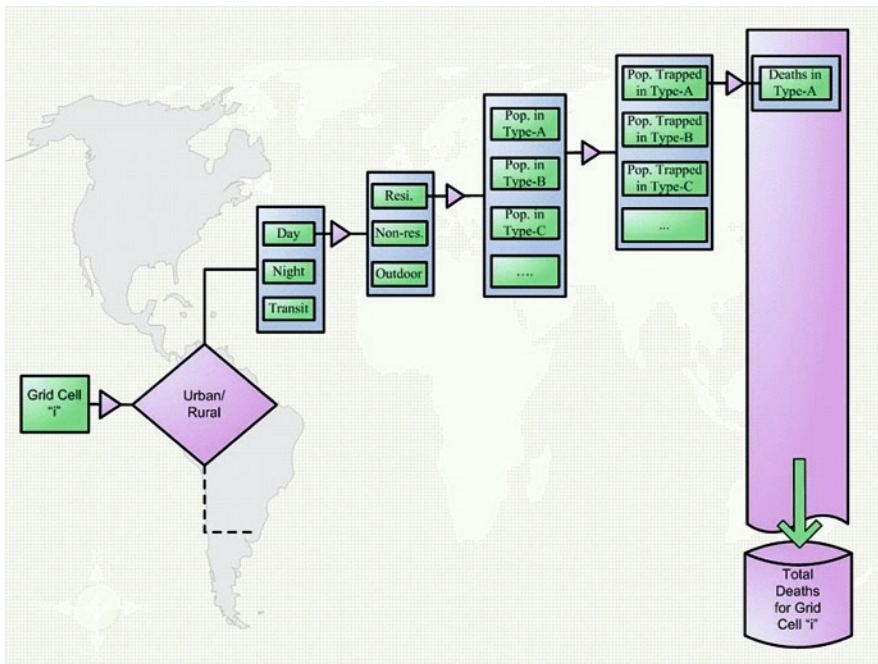 Grid Cell
"i"
Urban/
Rural
Day
Night
Transit
Resi.
Non-res.
Outdoor
Pop. in
Type-A
Pop. in
Type-B
Pop. in
Type-C
....
Pop. Trapped
in Type-A
Pop. Trapped
in Type-B
Pop. Trapped
in Type-C
...
Deaths in
Type-A
Total
Deaths
for Grid
Cell "i"